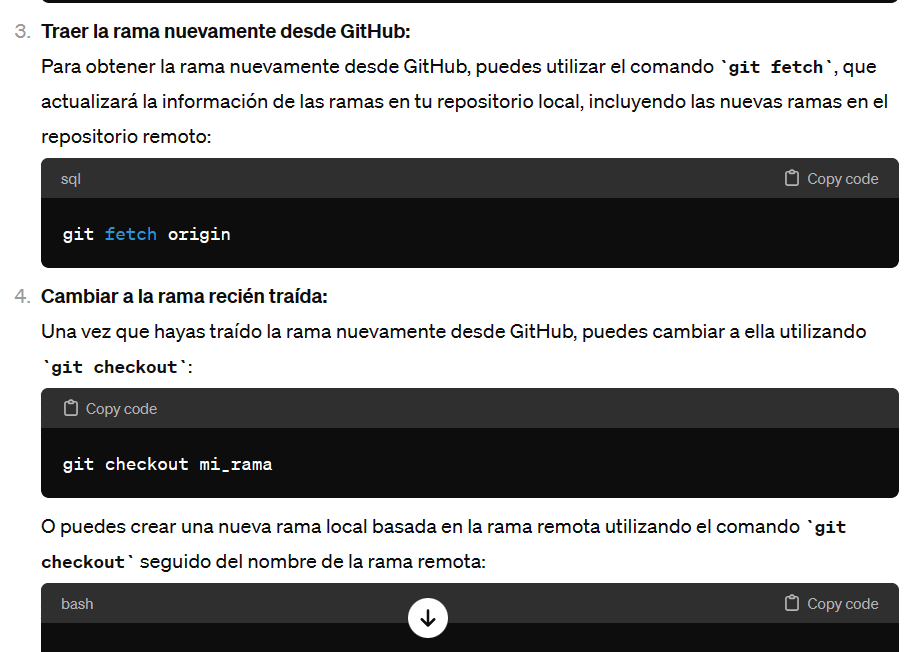 3. Traer la rama nuevamente desde GitHub:
Para obtener la rama nuevamente desde GitHub, puedes utilizar el comando `git fetch`, que
actualizará la información de las ramas en tu repositorio local, incluyendo las nuevas ramas en el
repositorio remoto:
sql Copy code
git fetch origin
4. Cambiar a la rama recién traída:
Una vez que hayas traído la rama nuevamente desde GitHub, puedes cambiar a ella utilizando
`git checkout`:
Copy code
git checkout mi_rama
O puedes crear una nueva rama local basada en la rama remota utilizando el comando `git
checkout` seguido del nombre de la rama remota:
bash Copy code